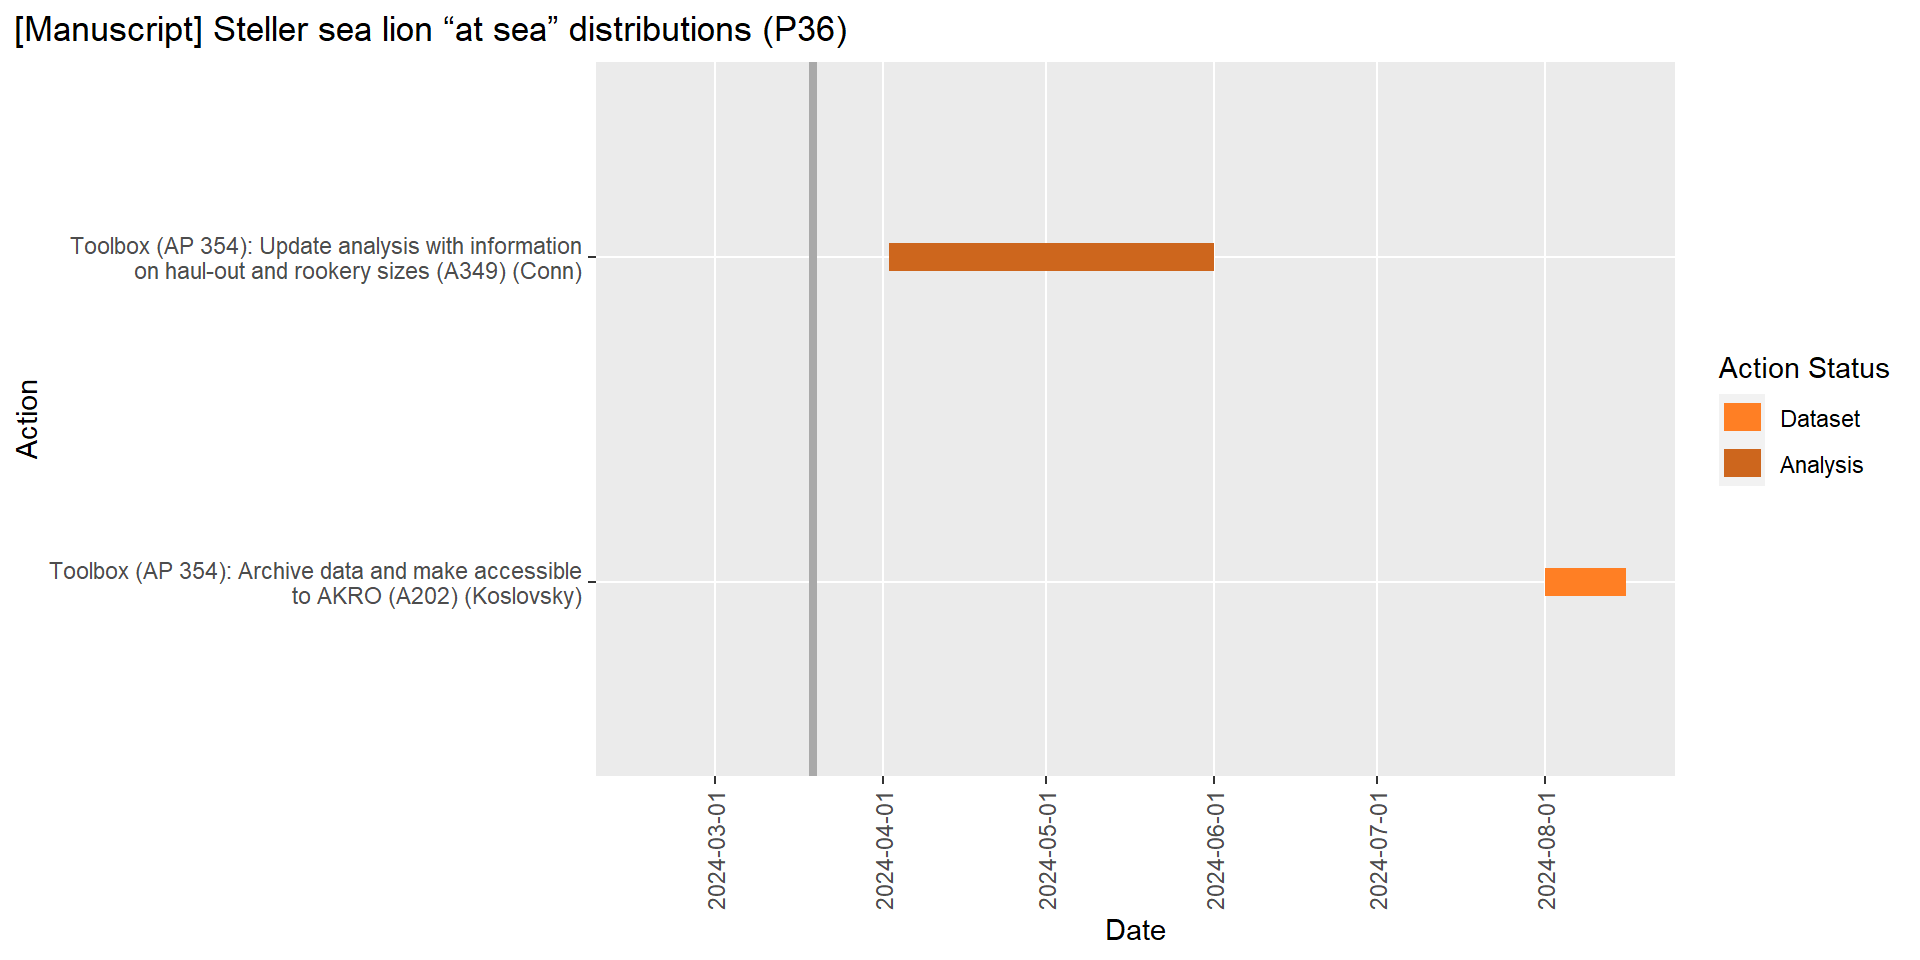 [Manuscript] Steller sea lion “at sea” distributions (P36)
Action
Toolbox (AP 354): Update analysis with information
on haul-out and rookery sizes (A349) (Conn)
Toolbox (AP 354): Archive data and make accessible
to AKRO (A202) (Koslovsky)
2024-03-01
2024-04-01
2024-05-01
2024-06-01
2024-07-01
2024-08-01
Date
Action Status
Dataset
Analysis